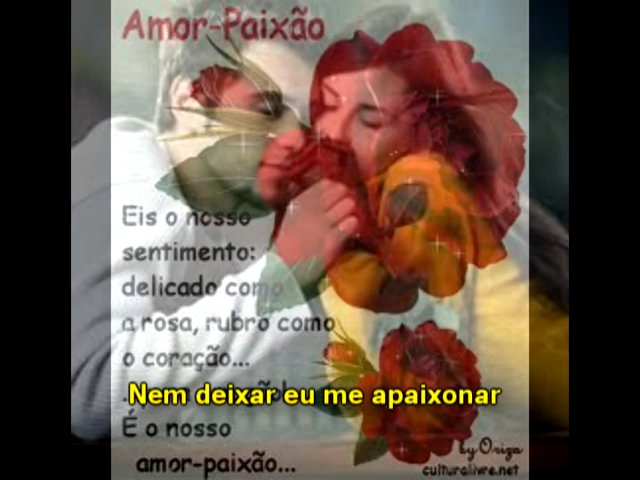 Amor-Paixão
Eis o nosso
sentimento:
delicado como
a rosa, rubro como
o coração...
Nem deixar eu me apaixonar
É o nosso
amor-paixão...
by Oriza
culturalivre.net